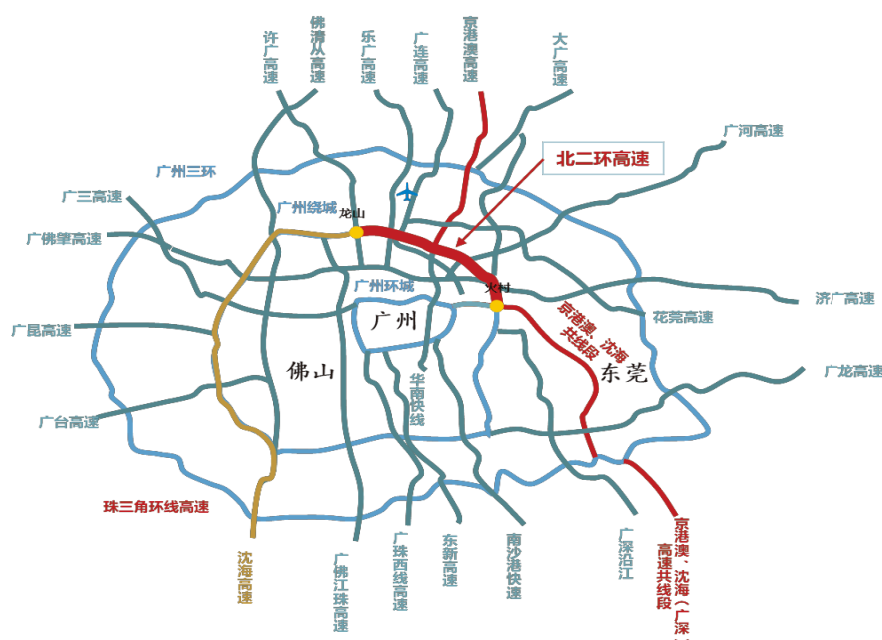 许广高速
佛清从高速
乐广高速
广连高速
京港澳高速
大广高速
广河高速
北二环高速
广州三环
广三高速
广州绕城
龙山
广佛肇高速
广州环城
火村
济广高速
广昆高速
广州
京港澳、沈海
共线段
花莞高速
佛山
东莞
广龙高速
华南快线
广台高速
珠三角环线高速
沈海高速
广佛江珠高速
广珠西线高速
东新高速
南沙港快速
广深沿江
京港澳、沈海（广深
高速共线段